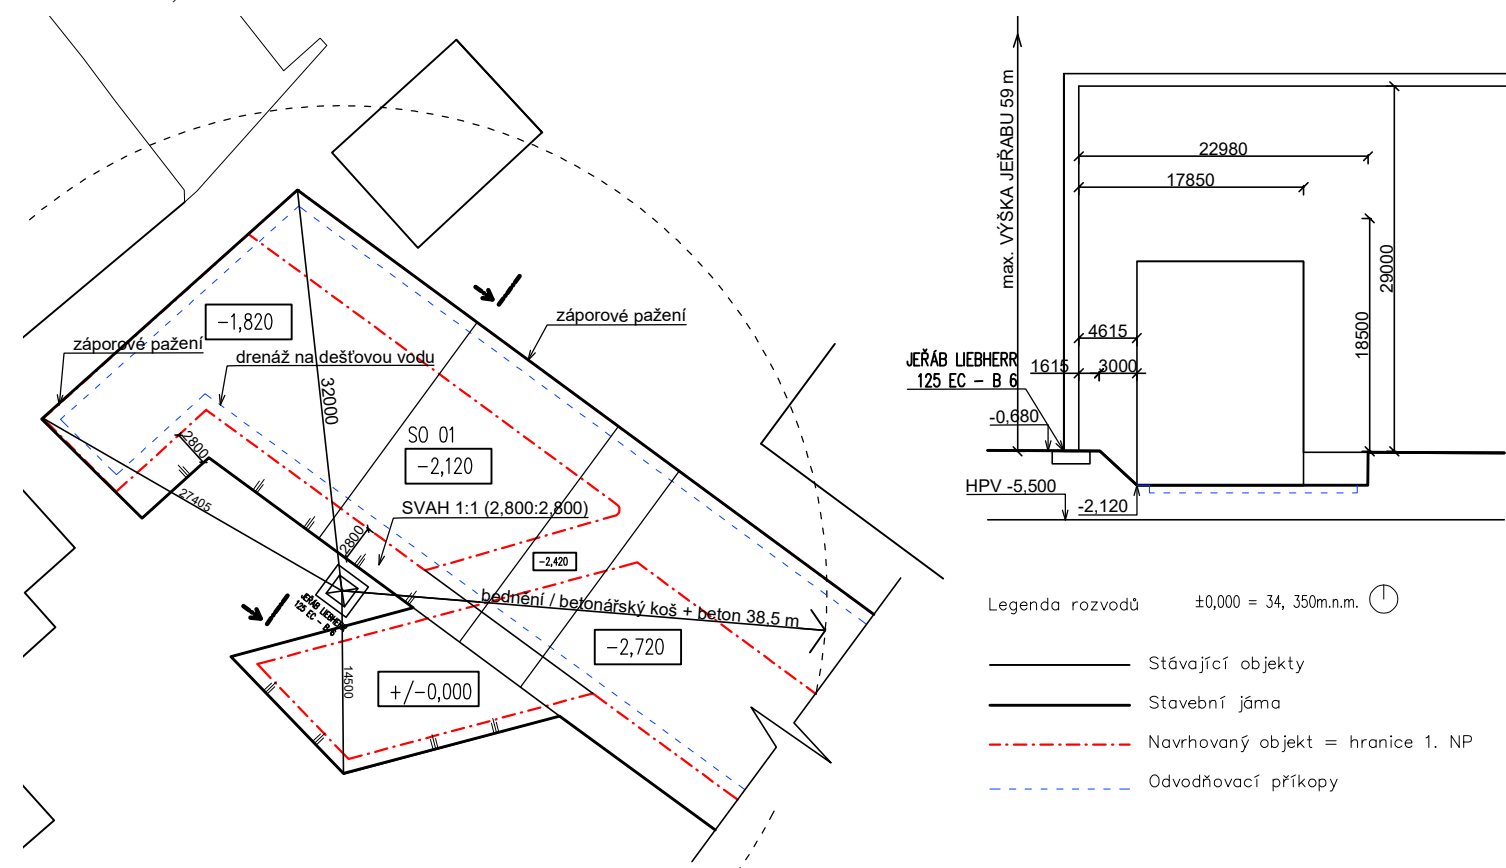 -1,820
záporové pažení
drenáž na dešťovou vodu
záporové pažení
32000
2800
27405
SO 01
-2,120
SVAH 1:1 (2,800:2,800)
2800
-2,420
JEŘÁB LIEBHERR
125 EC - B 6
bednění / betonářský koš + beton 38.5 m
-2,720
14500
+/-0,000
max. VÝŠKA JEŘABU 59 m
22980
17850
29000
18500
4615
JEŘÁB LIEBHERR
125 EC - B 6
1615
3000
-0,680
HPV -5,500
-2,120
Legenda rozvodů
±0,000 = 34, 350m.n.m.
Stávající objekty
Stavební jáma
Navrhovaný objekt = hranice 1. NP
Odvodňovací příkopy